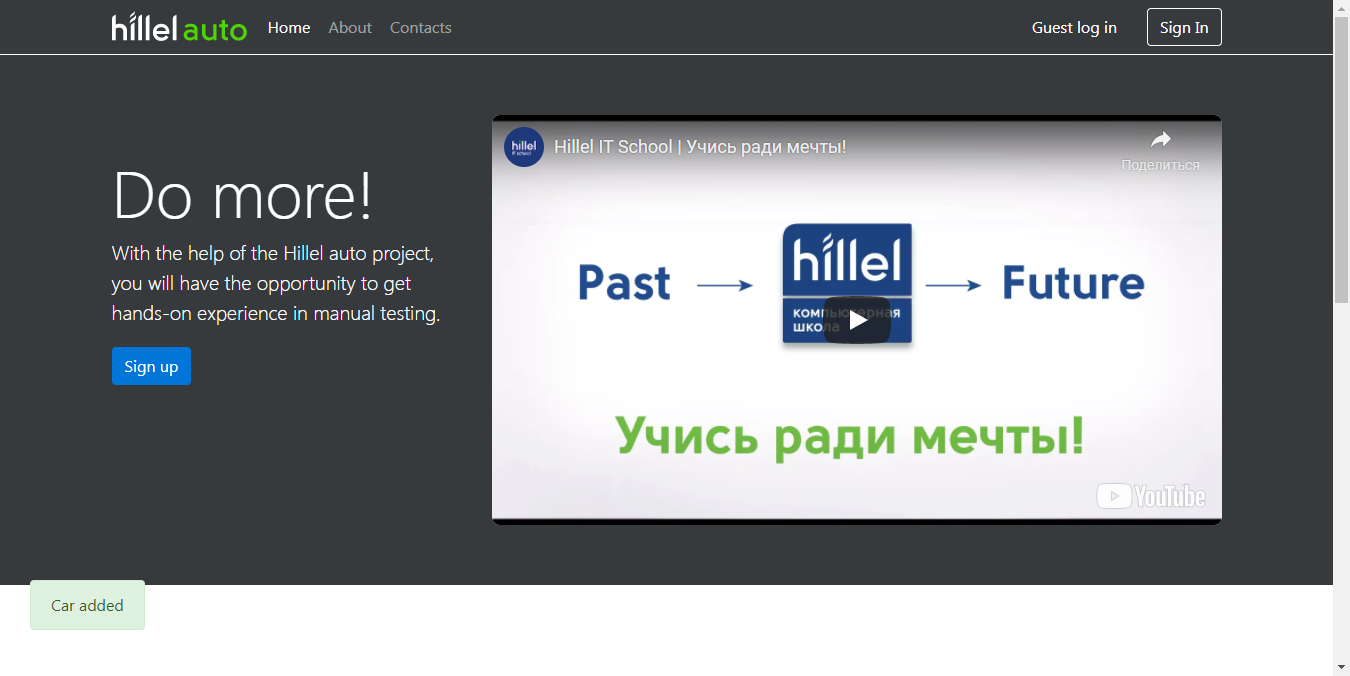 hillel auto Home About Contacts Guest log in Sign In
Do more!
With the help of the Hillel auto project,
you will have the opportunity to get
hands-on experience in manual testing.
Sign up
hillel
IT school
Hillel IT School | Учись ради мечты!
Поделиться
Past
hillel
компьютерная
школа
Future
Учись ради мечты!
YouTube
Car added